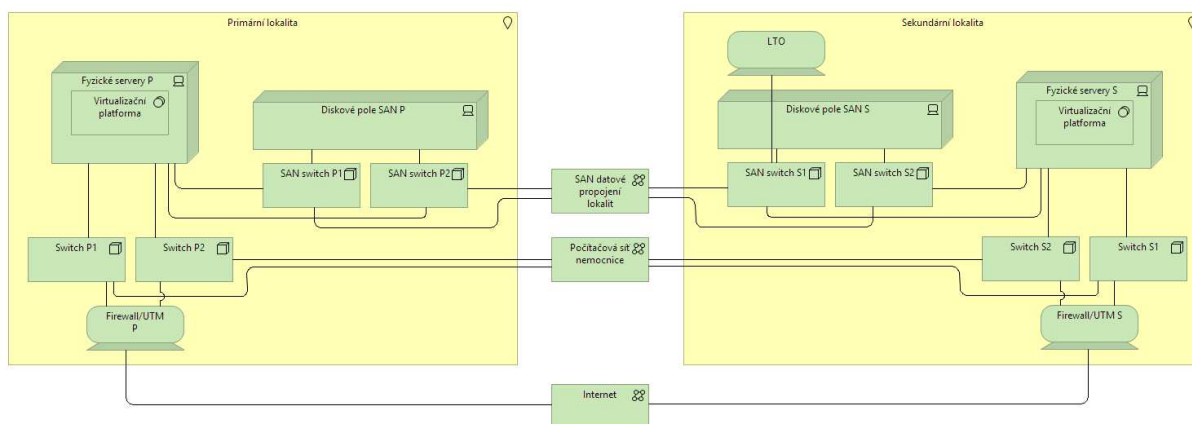 Primární lokalita
Sekundární lokalita
LTO
Fyzické servery P
Virtualizační
platforma
Diskové pole SAN P
Diskové pole SAN S
Fyzické servery S
Virtualizační
platforma
SAN switch P1
SAN switch P2
SAN datové
propojení
lokalit
SAN switch S1
SAN switch S2
Switch P1
Switch P2
Počítačová síť
nemocnice
Switch S2
Switch S1
Firewall/UTM
P
Firewall/UTM S
Internet